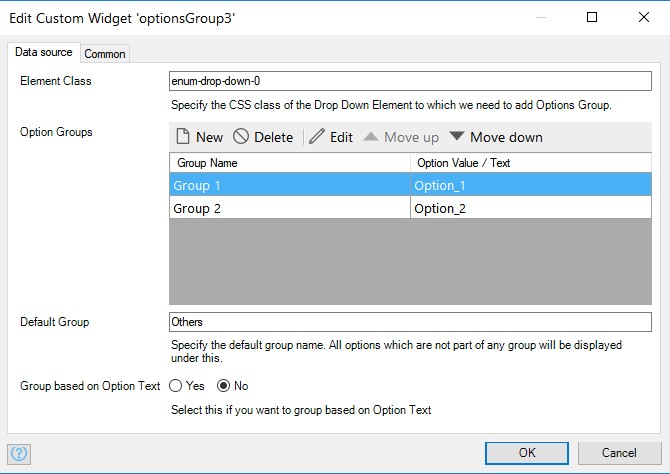 Edit Custom Widget 'optionsGroup3'
Data source Common
Element Class enum-drop-down-0
Specify the CSS class of the Drop Down Element to which we need to add Options Group.
Option Groups New Delete Edit Move up Move down
Group Name Option Value / Text
Group 1 Option_1
Group 2 Option_2
Default Group Others
Specify the default group name. All options which are not part of any group will be displayed
under this.
Group based on Option Text Yes No
Select this if you want to group based on Option Text
? OK Cancel